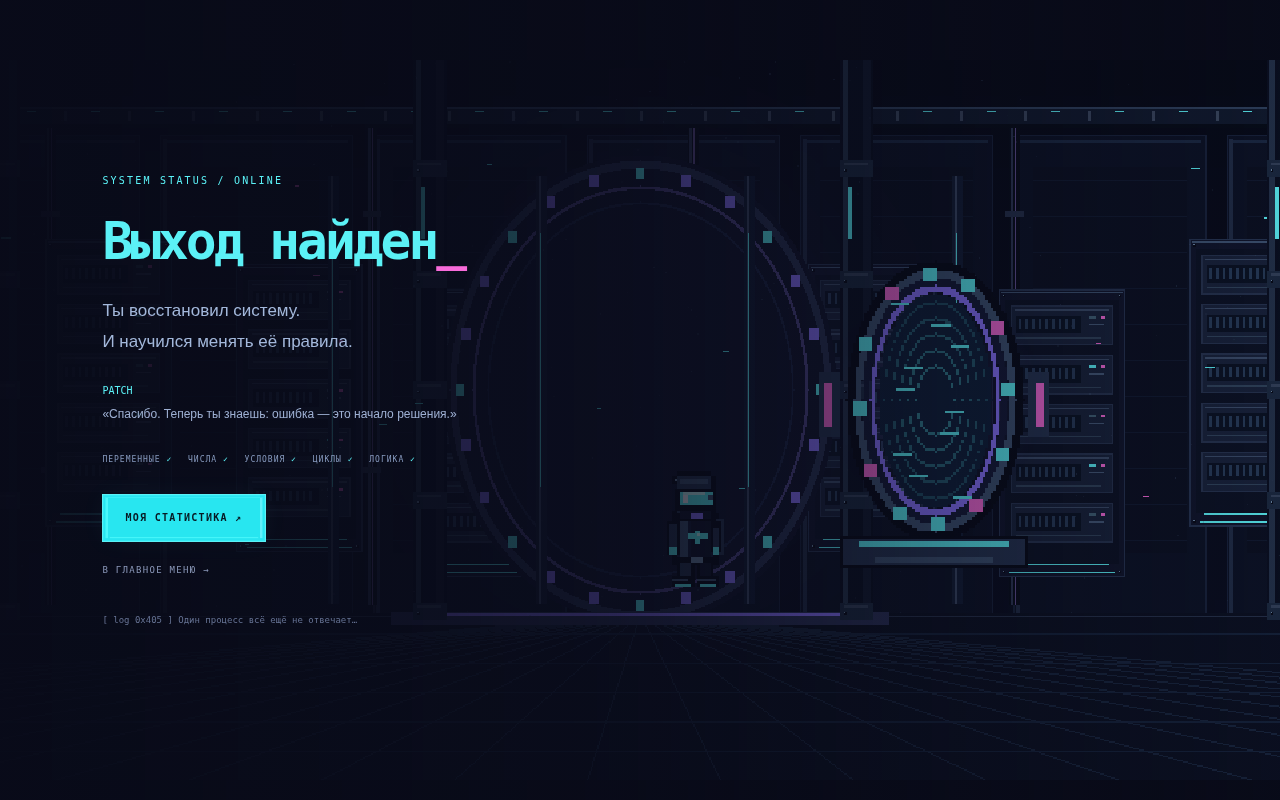 SYSTEM STATUS / ONLINE
Выход найден_
Ты восстановил систему.
И научился менять её правила.
PATCH
«Спасибо. Теперь ты знаешь: ошибка — это начало решения.»
ПЕРЕМЕННЫЕ ✓ ЧИСЛА ✓ УСЛОВИЯ ✓ ЦИКЛЫ ✓ ЛОГИКА ✓
МОЯ СТАТИСТИКА ↗
В ГЛАВНОЕ МЕНЮ →
[ log 0x405 ] Один процесс всё ещё не отвечает…